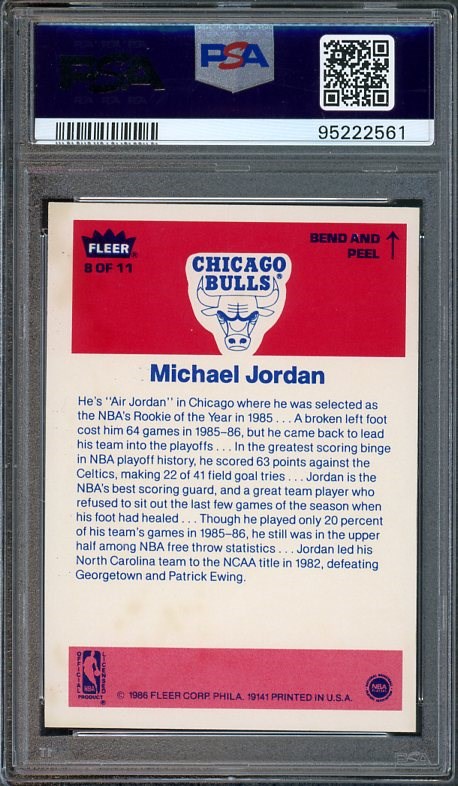 PSA
PSA
95222561
FLEER®
8 OF 11
BEND AND
PEEL
CHICAGO
BULLS®
Michael Jordan
He's "Air Jordan" in Chicago where he was selected as
the NBA's Rookie of the Year in 1985 . . . A broken left foot
cost him 64 games in 1985–86, but he came back to lead
his team into the playoffs . . . In the greatest scoring binge
in NBA playoff history, he scored 63 points against the
Celtics, making 22 of 41 field goal tries . . . Jordan is the
NBA's best scoring guard, and a great team player who
refused to sit out the last few games of the season when
his foot had healed . . . Though he played only 20 percent
of his team's games in 1985–86, he still was in the upper
half among NBA free throw statistics . . . Jordan led his
North Carolina team to the NCAA title in 1982, defeating
Georgetown and Patrick Ewing.
OFFICIAL
LICENSED
NBA
PRODUCT
© 1986 FLEER CORP. PHILA. 19141 PRINTED IN U.S.A.
NBA
PSA